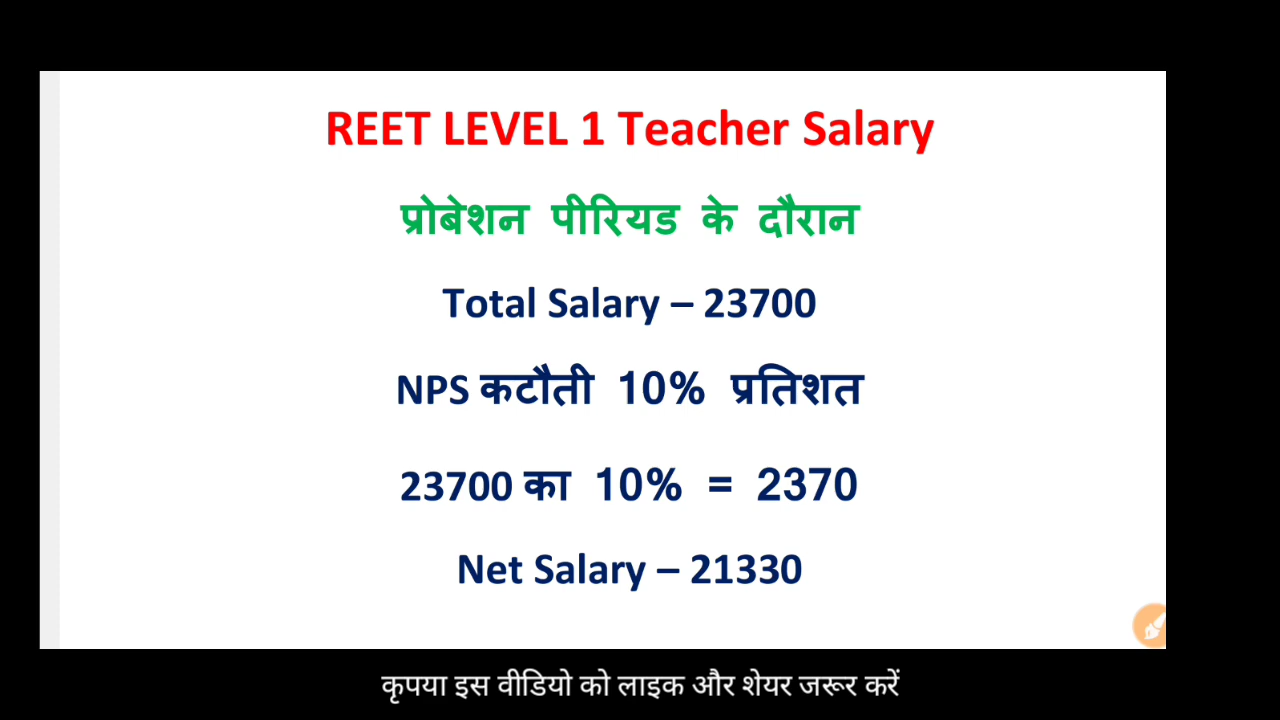 REET LEVEL 1 Teacher Salary
प्रोबेशन पीरियड के दौरान
Total Salary – 23700
NPS कटौती 10% प्रतिशत
23700 का 10% = 2370
Net Salary – 21330
कृपया इस वीडियो को लाइक और शेयर जरूर करें